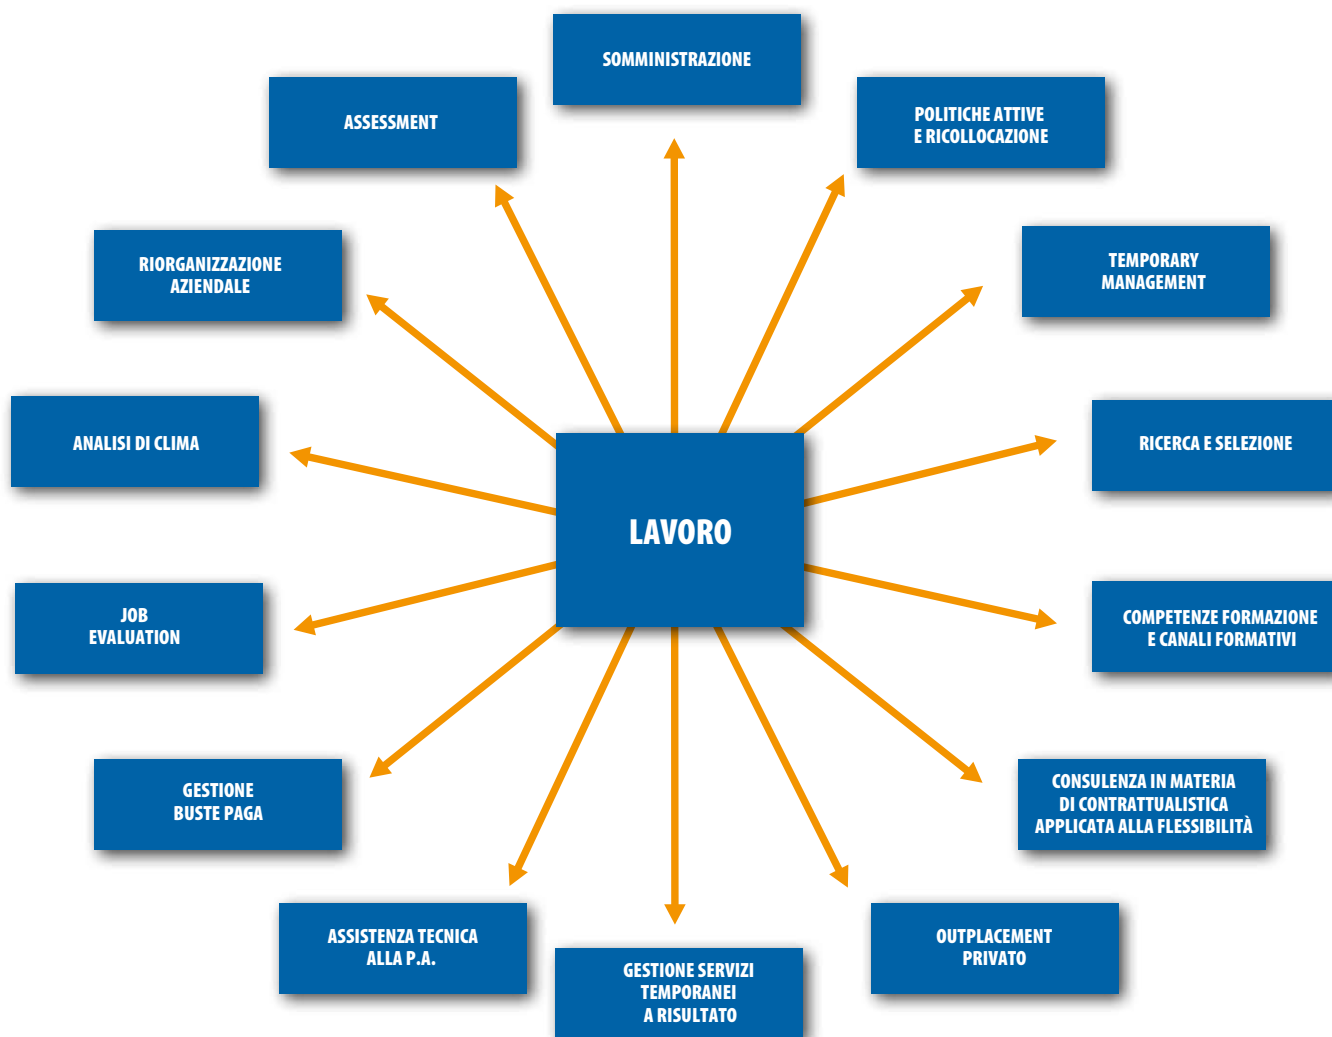 SOMMINISTRAZIONE
ASSESSMENT
POLITICHE ATTIVE
E RICOLLOCAZIONE
RIORGANIZZAZIONE
AZIENDALE
TEMPORARY
MANAGEMENT
ANALISI DI CLIMA
RICERCA E SELEZIONE
LAVORO
JOB
EVALUATION
COMPETENZE FORMAZIONE
E CANALI FORMATIVI
GESTIONE
BUSTE PAGA
CONSULENZA IN MATERIA
DI CONTRATTUALISTICA
APPLICATA ALLA FLESSIBILITÀ
ASSISTENZA TECNICA
ALLA P.A.
OUTPLACEMENT
PRIVATO
GESTIONE SERVIZI
TEMPORANEI
A RISULTATO